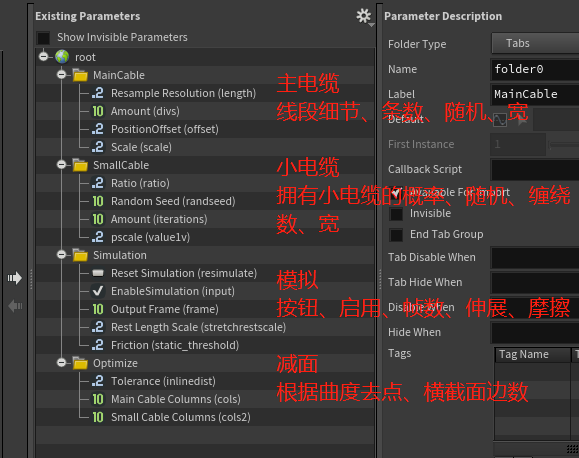 Existing Parameters
Show Invisible Parameters
root
MainCable
Resample Resolution (length)
Amount (divs)
PositionOffset (offset)
Scale (scale)
SmallCable
Ratio (ratio)
Random Seed (randseed)
Amount (iterations)
pscale (value1v)
Simulation
Reset Simulation (resimulate)
EnableSimulation (input)
Output Frame (frame)
Rest Length Scale (stretchrestscale)
Friction (static_threshold)
Optimize
Tolerance (inlinedist)
Main Cable Columns (cols)
Small Cable Columns (cols2)
主电缆
线段细节、条数、随机、宽
小电缆
拥有小电缆的概率、随机、缠绕
数、宽
模拟
按钮、启用、帧数、伸展、摩擦
减面
根据曲度去点、横截面边数
Parameter Description
Folder Type
Tabs
Name
folder0
Label
MainCable
Default
First Instance
1
Callback Script
Available For Import
Invisible
End Tab Group
Tab Disable When
Tab Hide When
Disable When
Hide When
Tags
Tag Name